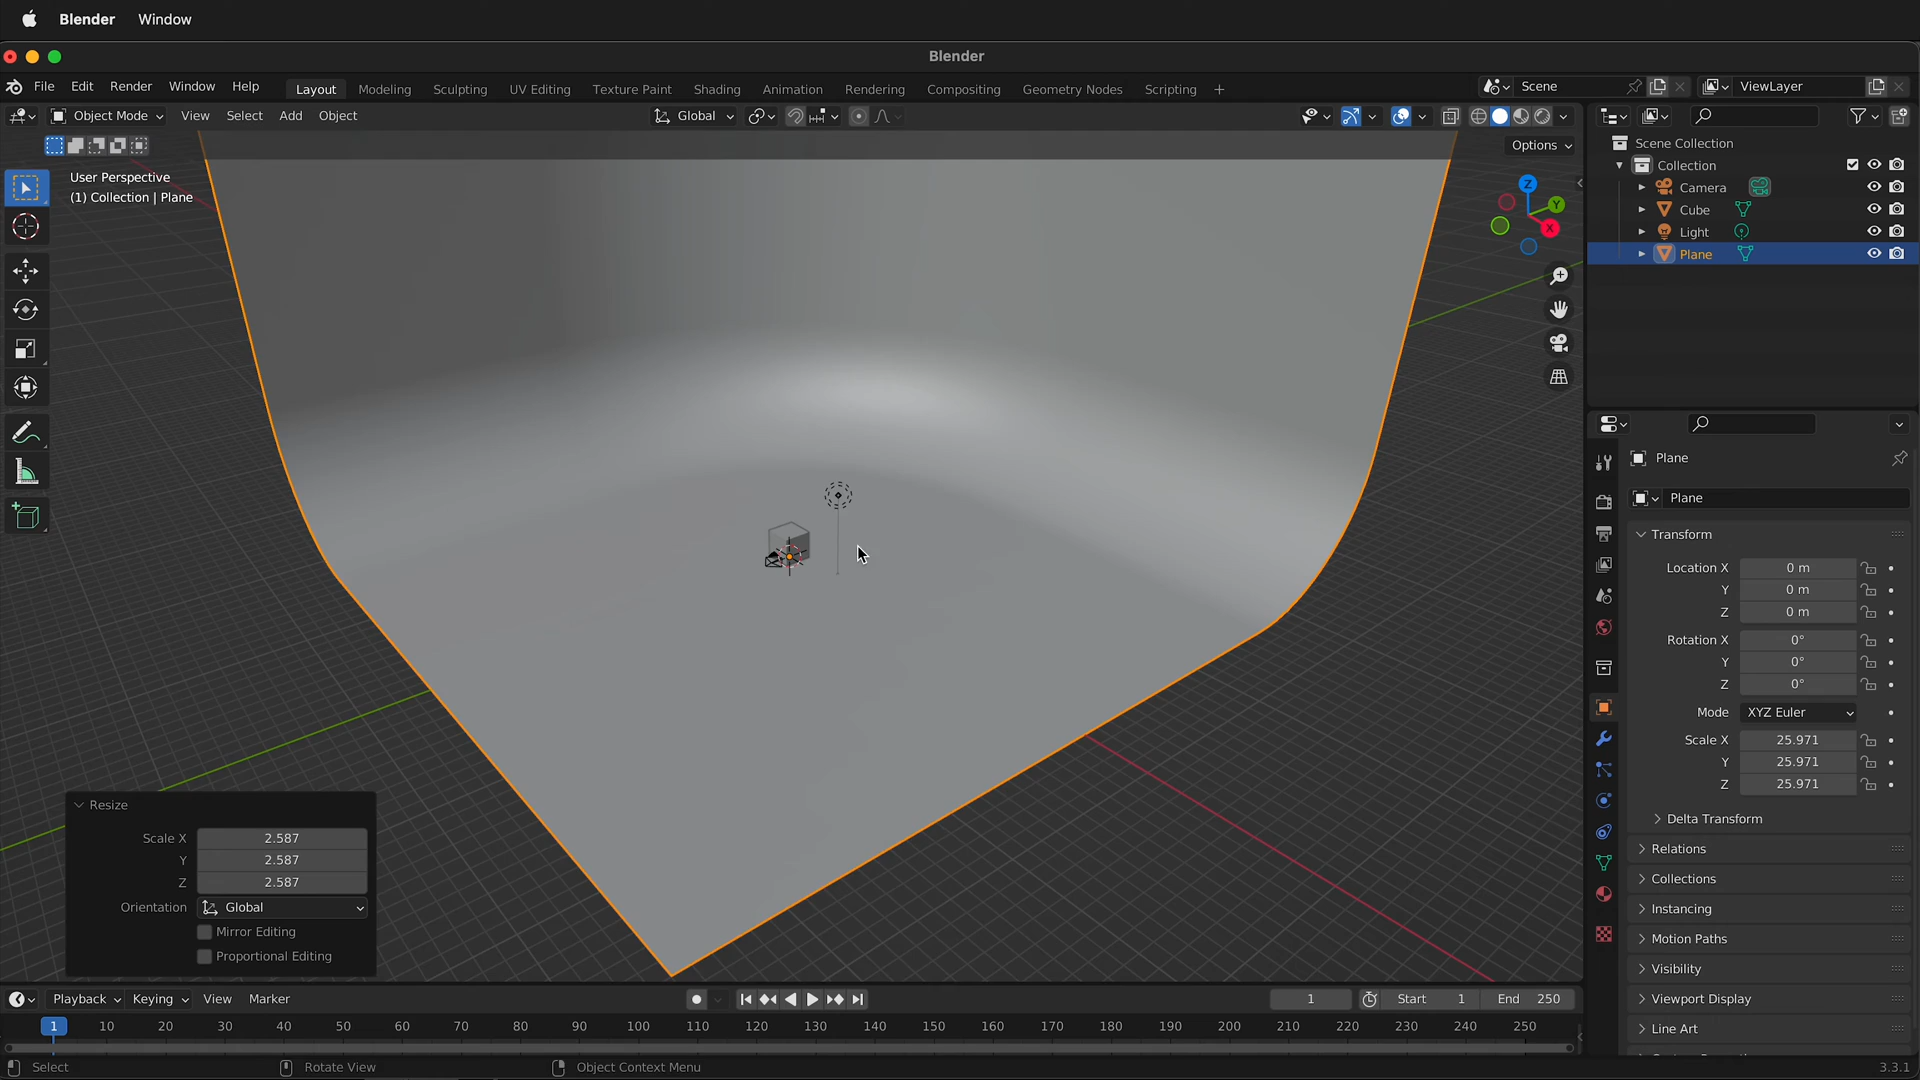 Blender Window
Blender
File Edit Render Window Help Layout Modeling Sculpting UV Editing Texture Paint Shading Animation Rendering Compositing Geometry Nodes Scripting + Scene ViewLayer
Object Mode View Select Add Object Global
Options
User Perspective
(1) Collection | Plane
Z
Y
X
Scene Collection
Collection
Camera
Cube
Light
Plane
Plane
Plane
Transform
Location X 0 m
Y 0 m
Z 0 m
Rotation X 0°
Y 0°
Z 0°
Mode XYZ Euler
Scale X 25.971
Y 25.971
Z 25.971
Delta Transform
Relations
Collections
Instancing
Motion Paths
Visibility
Viewport Display
Line Art
Resize
Scale X 2.587
Y 2.587
Z 2.587
Orientation Global
Mirror Editing
Proportional Editing
Playback Keying View Marker 1 Start 1 End 250
1 10 20 30 40 50 60 70 80 90 100 110 120 130 140 150 160 170 180 190 200 210 220 230 240 250
Select Rotate View Object Context Menu 3.3.1